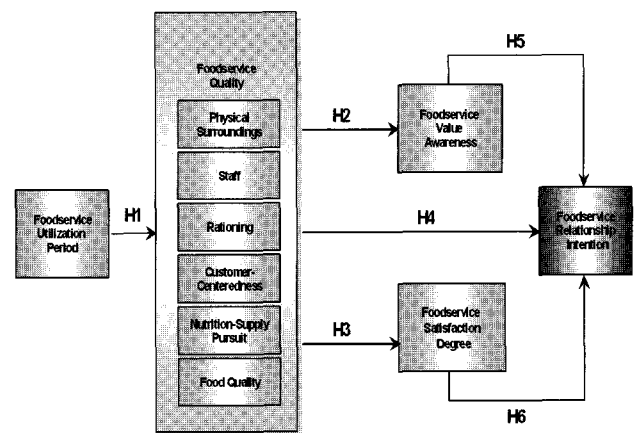 Foodservice
Utilization
Period
H1
Foodservice
Quality
Physical
Surroundings
Staff
Rationing
Customer-
Centeredness
Nutrition-Supply
Pursuit
Food Quality
H2
Foodservice
Value
Awareness
H5
H4
Foodservice
Relationship
Intention
H3
Foodservice
Satisfaction
Degree
H6